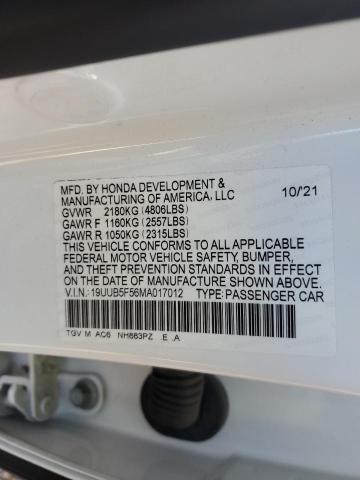 MFD. BY HONDA DEVELOPMENT &
MANUFACTURING OF AMERICA, LLC 10/21
GVWR 2180KG (4806LBS)
GAWR F 1160KG (2557LBS)
GAWR R 1050KG (2315LBS)
THIS VEHICLE CONFORMS TO ALL APPLICABLE
FEDERAL MOTOR VEHICLE SAFETY, BUMPER,
AND THEFT PREVENTION STANDARDS IN EFFECT
ON THE DATE OF MANUFACTURE SHOWN ABOVE.
V.I.N.: 19UUB5F56MA017012 TYPE: PASSENGER CAR
TGV M AC6 NH883PZ .E .A